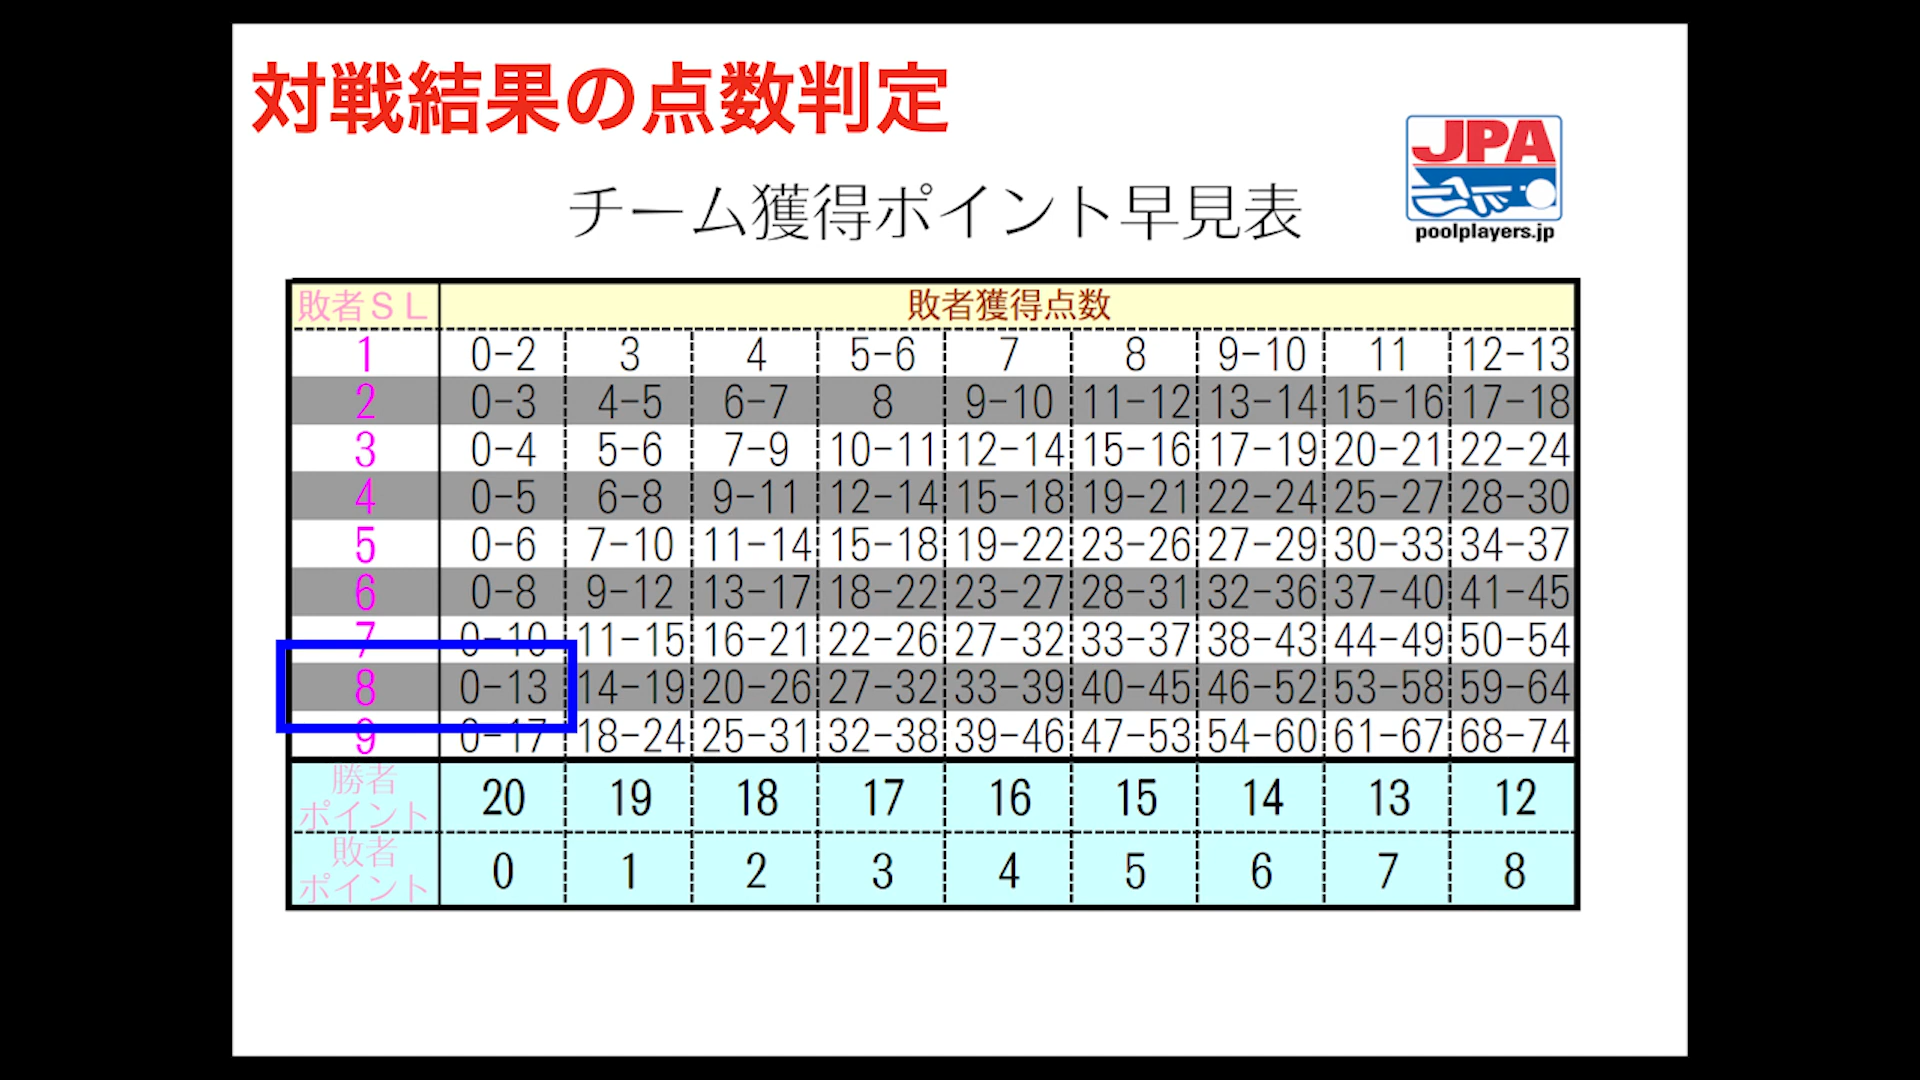 対戦結果の点数判定
チーム獲得ポイント早見表
JPA
poolplayers.jp
敗者SL 敗者獲得点数
1 0-2 3 4 5-6 7 8 9-10 11 12-13
2 0-3 4-5 6-7 8 9-10 11-12 13-14 15-16 17-18
3 0-4 5-6 7-9 10-11 12-14 15-16 17-19 20-21 22-24
4 0-5 6-8 9-11 12-14 15-18 19-21 22-24 25-27 28-30
5 0-6 7-10 11-14 15-18 19-22 23-26 27-29 30-33 34-37
6 0-8 9-12 13-17 18-22 23-27 28-31 32-36 37-40 41-45
7 0-10 11-15 16-21 22-26 27-32 33-37 38-43 44-49 50-54
8 0-13 14-19 20-26 27-32 33-39 40-45 46-52 53-58 59-64
9 0-17 18-24 25-31 32-38 39-46 47-53 54-60 61-67 68-74
勝者
ポイント 20 19 18 17 16 15 14 13 12
敗者
ポイント 0 1 2 3 4 5 6 7 8